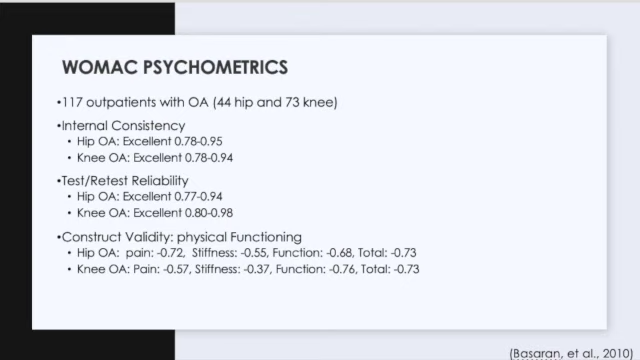 WOMAC PSYCHOMETRICS
•117 outpatients with OA (44 hip and 73 knee)
•Internal Consistency
• Hip OA: Excellent 0.78-0.95
• Knee OA: Excellent 0.78-0.94
•Test/Retest Reliability
• Hip OA: Excellent 0.77-0.94
• Knee OA: Excellent 0.80-0.98
•Construct Validity: physical Functioning
• Hip OA: pain: -0.72, Stiffness: -0.55, Function: -0.68, Total: -0.73
• Knee OA: Pain: -0.57, Stiffness: -0.37, Function: -0.76, Total: -0.73
(Basaran, et al., 2010)